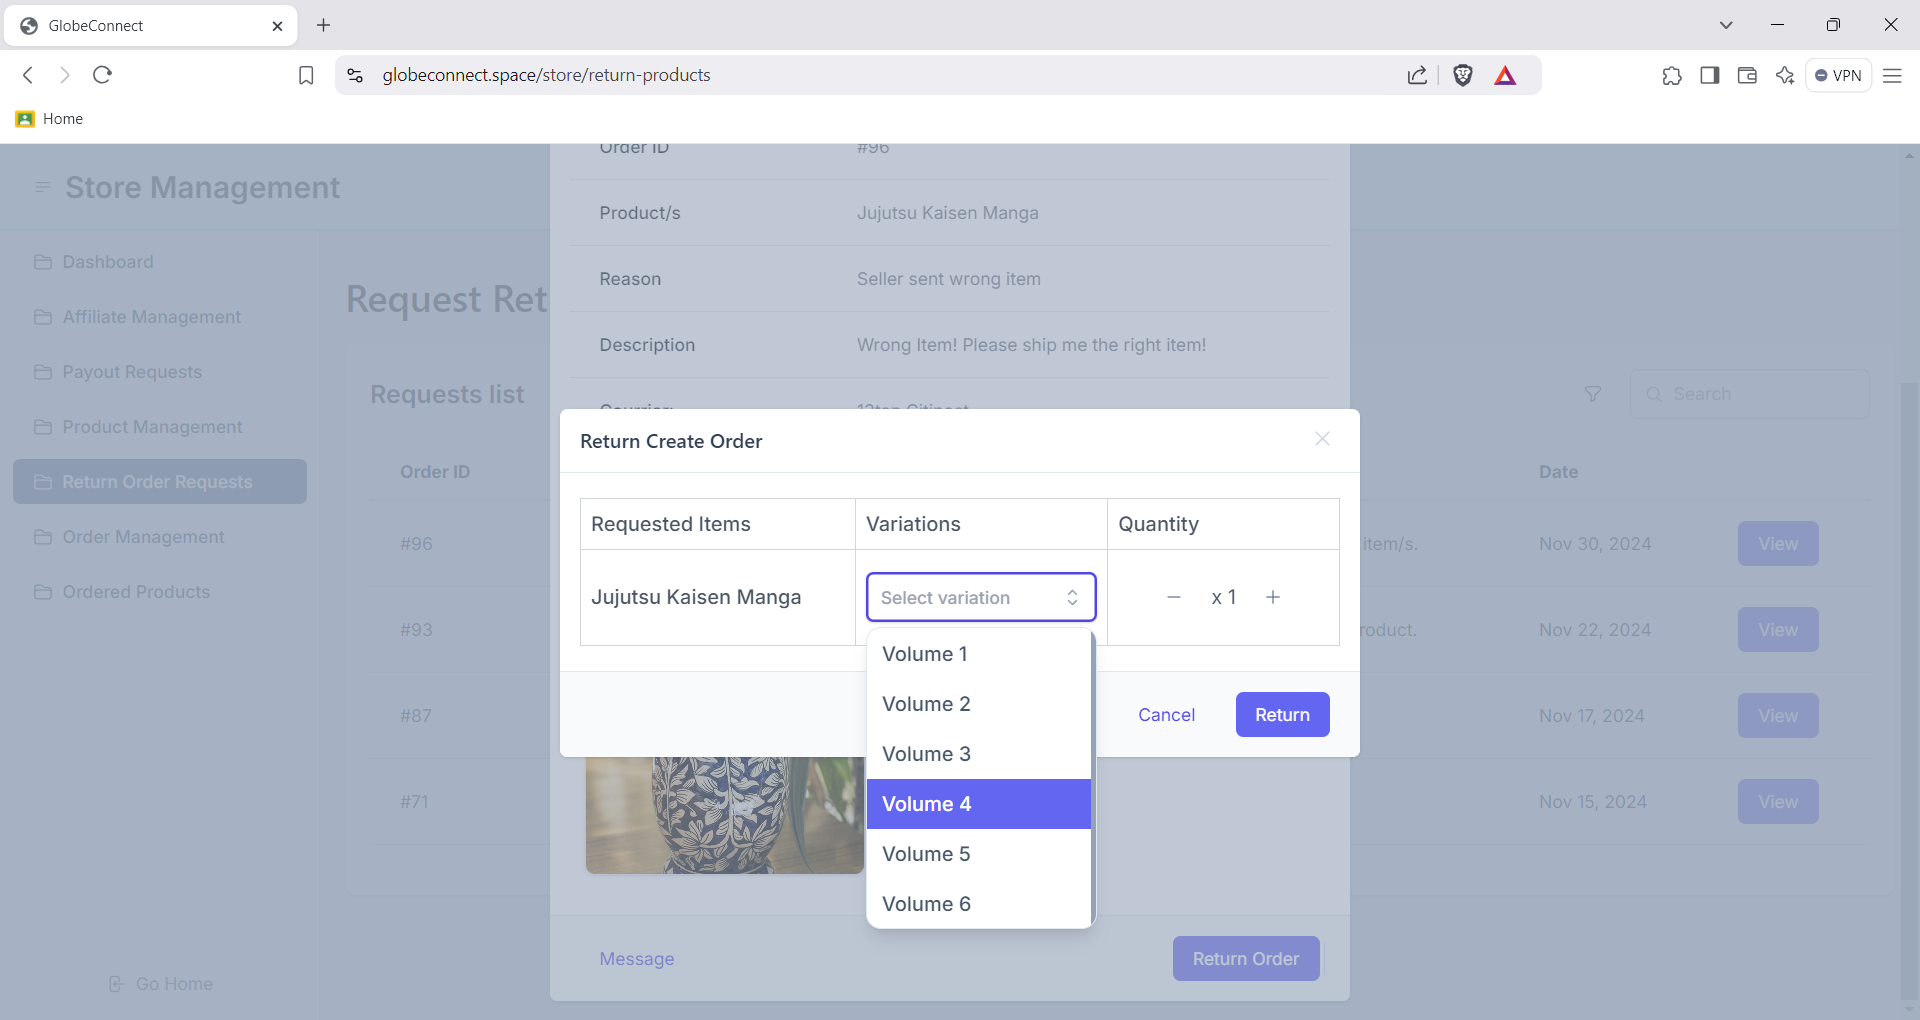 GlobeConnect
globeconnect.space/store/return-products
VPN
Home
Store Management
Dashboard
Affiliate Management
Payout Requests
Product Management
Return Order Requests
Order Management
Ordered Products
Go Home
Request Ret
Requests list
Search
Order ID
Date
#96
item/s.
Nov 30, 2024
View
#93
roduct.
Nov 22, 2024
View
#87
Nov 17, 2024
View
#71
Nov 15, 2024
View
Order ID
#96
Product/s
Jujutsu Kaisen Manga
Reason
Seller sent wrong item
Description
Wrong Item! Please ship me the right item!
Return Create Order
Requested Items
Variations
Quantity
Jujutsu Kaisen Manga
Select variation
x 1
Volume 1
Volume 2
Volume 3
Volume 4
Volume 5
Volume 6
Cancel
Return
Message
Return Order